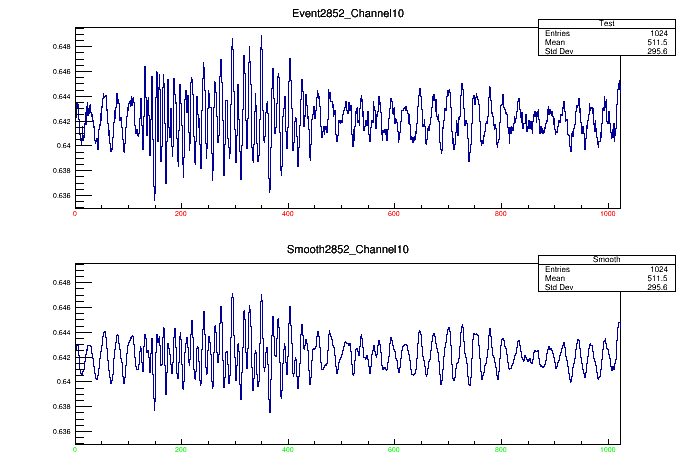 Event2852_Channel10
Test
Entries 1024
Mean 511.5
Std Dev 295.6
0.648
0.646
0.644
0.642
0.64
0.638
0.636
0 200 400 600 800 1000
Smooth2852_Channel10
Smooth
Entries 1024
Mean 511.5
Std Dev 295.6
0.648
0.646
0.644
0.642
0.64
0.638
0.636
0 200 400 600 800 1000